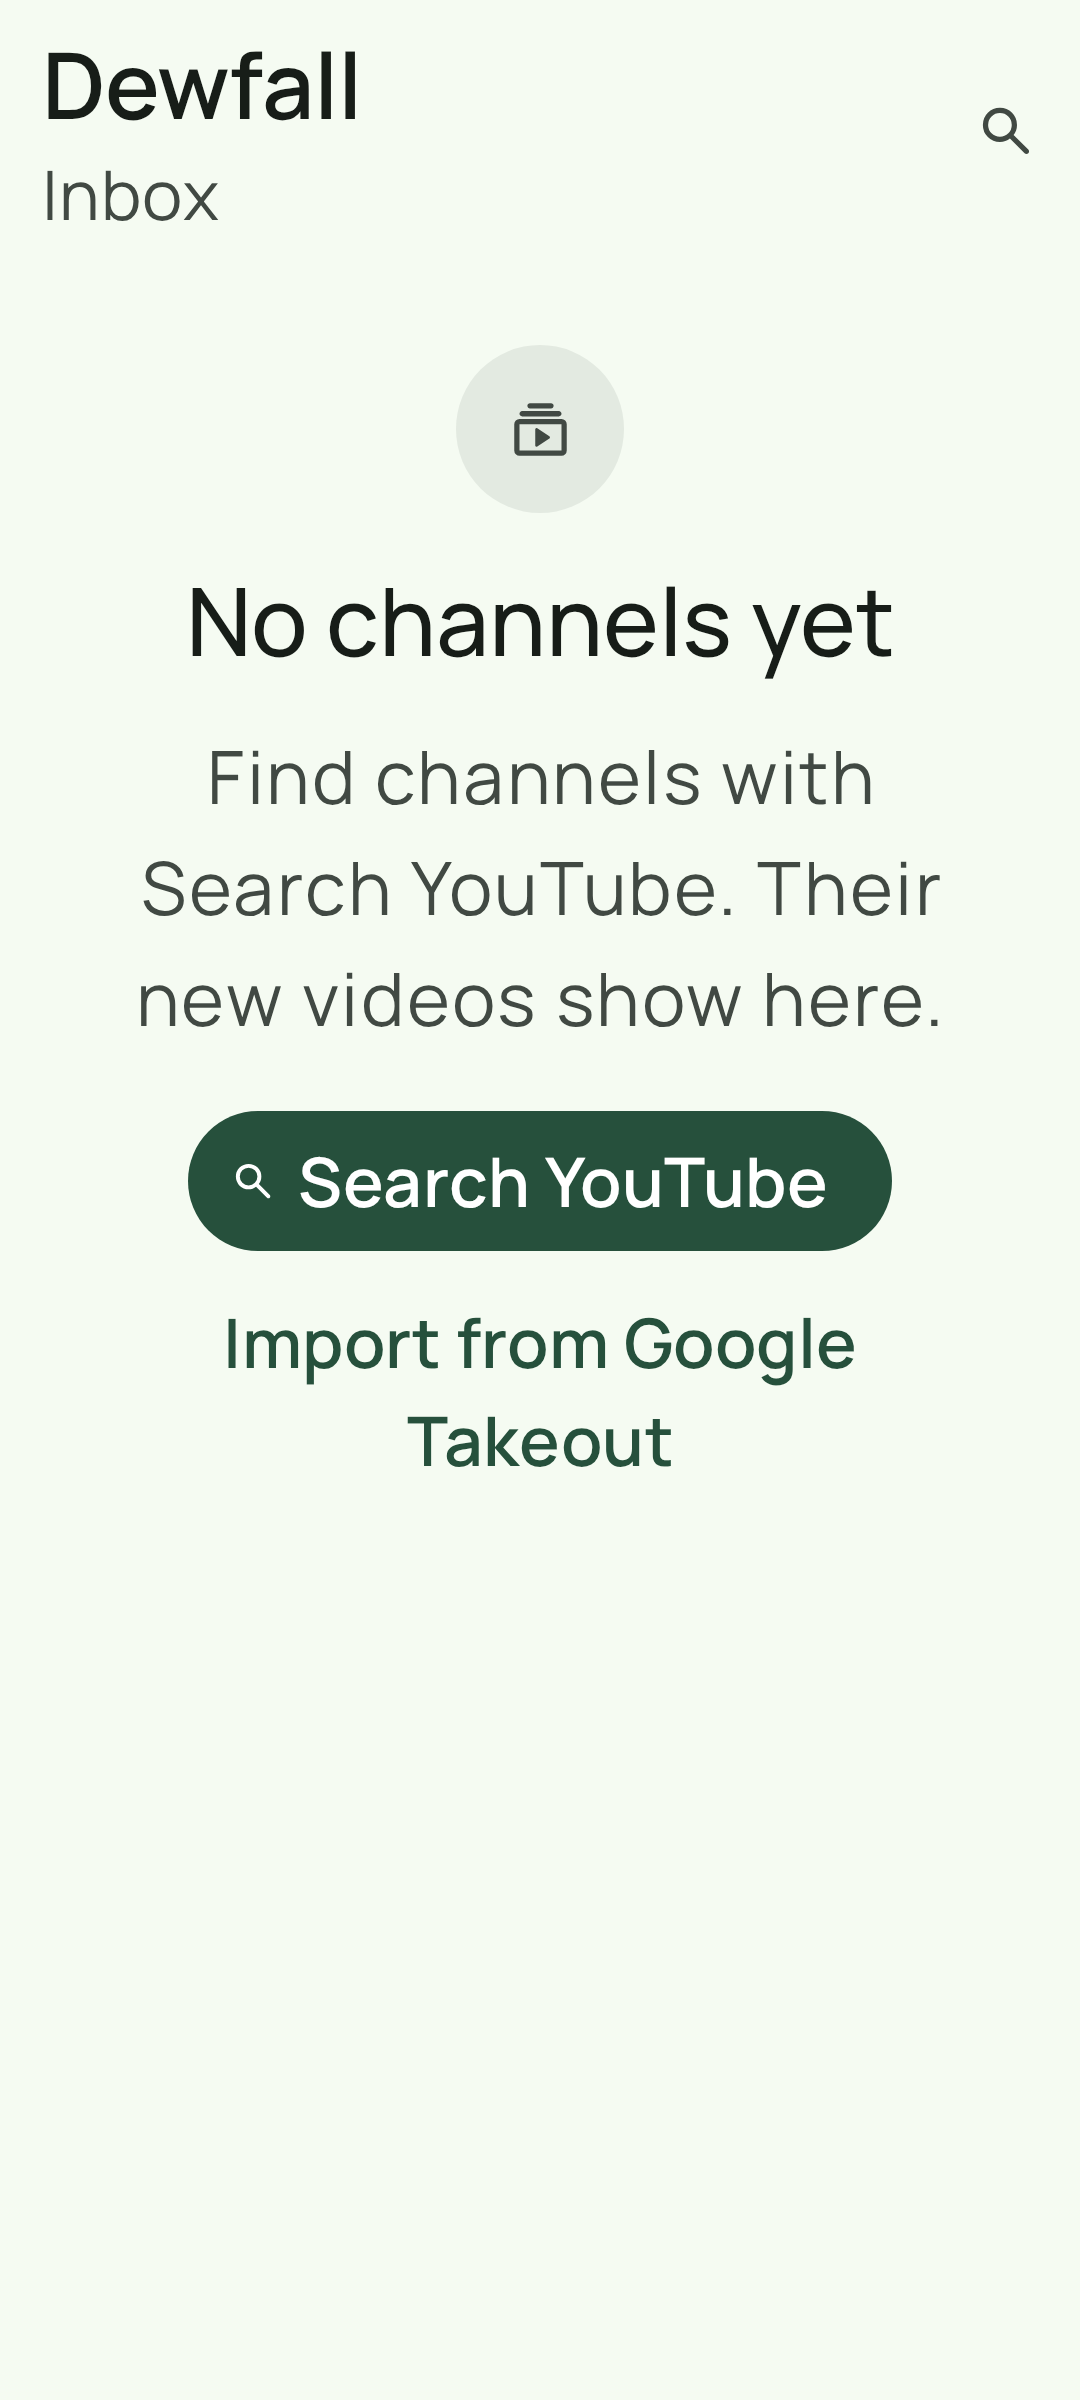 Dewfall
Inbox
No channels yet
Find channels with
Search YouTube. Their
new videos show here.
Search YouTube
Import from Google
Takeout